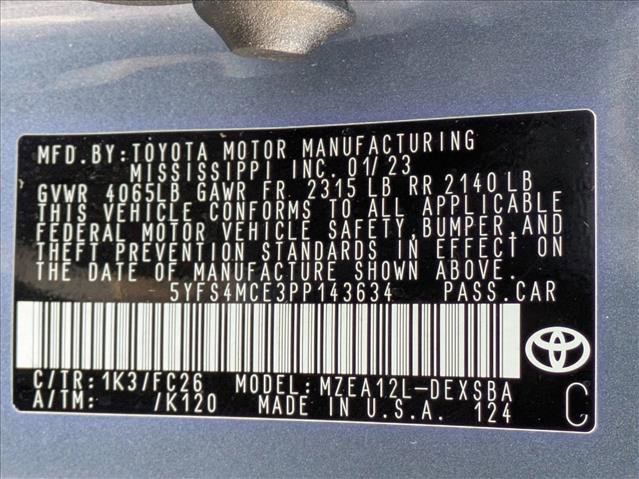 MFD.BY:TOYOTA MOTOR MANUFACTURING
MISSISSIPPI INC. 01/23
GVWR 4065LB GAWR FR. 2315 LB RR 2140 LB
THIS VEHICLE CONFORMS TO ALL APPLICABLE
FEDERAL MOTOR VEHICLE SAFETY,BUMPER,AND
THEFT PREVENTION STANDARDS IN EFFECT ON
THE DATE OF MANUFACTURE SHOWN ABOVE.
5YFS4MCE3PP143634 PASS.CAR
C/TR:1K3/FC26 MODEL:MZEA12L-DEXSBA
A/TM: /K120 MADE IN U.S.A. 124
C